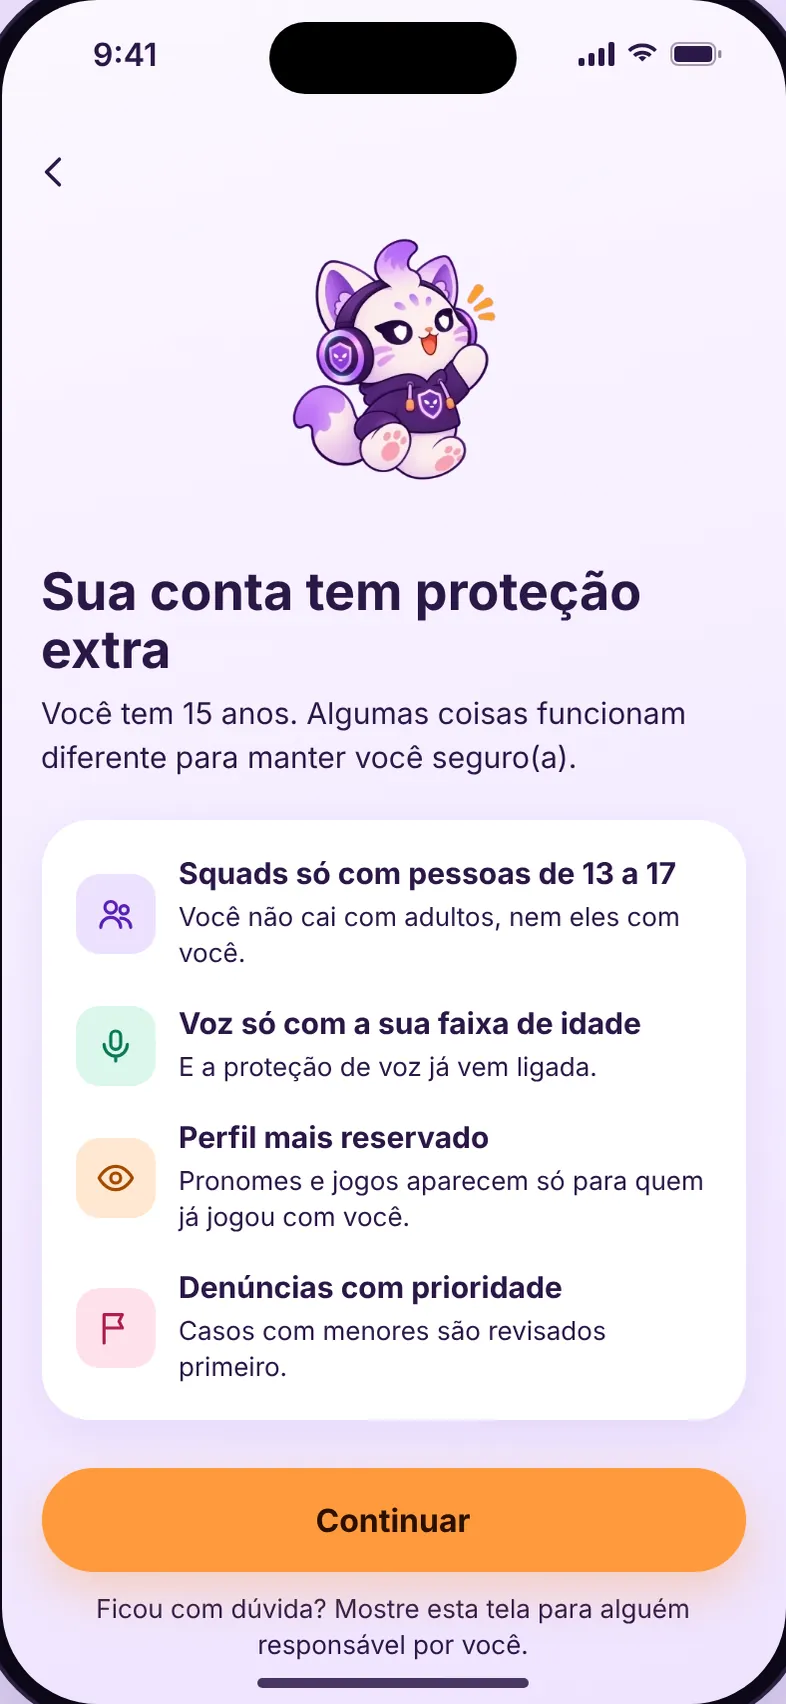 9:41
Sua conta tem proteção
extra
Você tem 15 anos. Algumas coisas funcionam
diferente para manter você seguro(a).
Squads só com pessoas de 13 a 17
Você não cai com adultos, nem eles com
você.
Voz só com a sua faixa de idade
E a proteção de voz já vem ligada.
Perfil mais reservado
Pronomes e jogos aparecem só para quem
já jogou com você.
Denúncias com prioridade
Casos com menores são revisados
primeiro.
Continuar
Ficou com dúvida? Mostre esta tela para alguém
responsável por você.